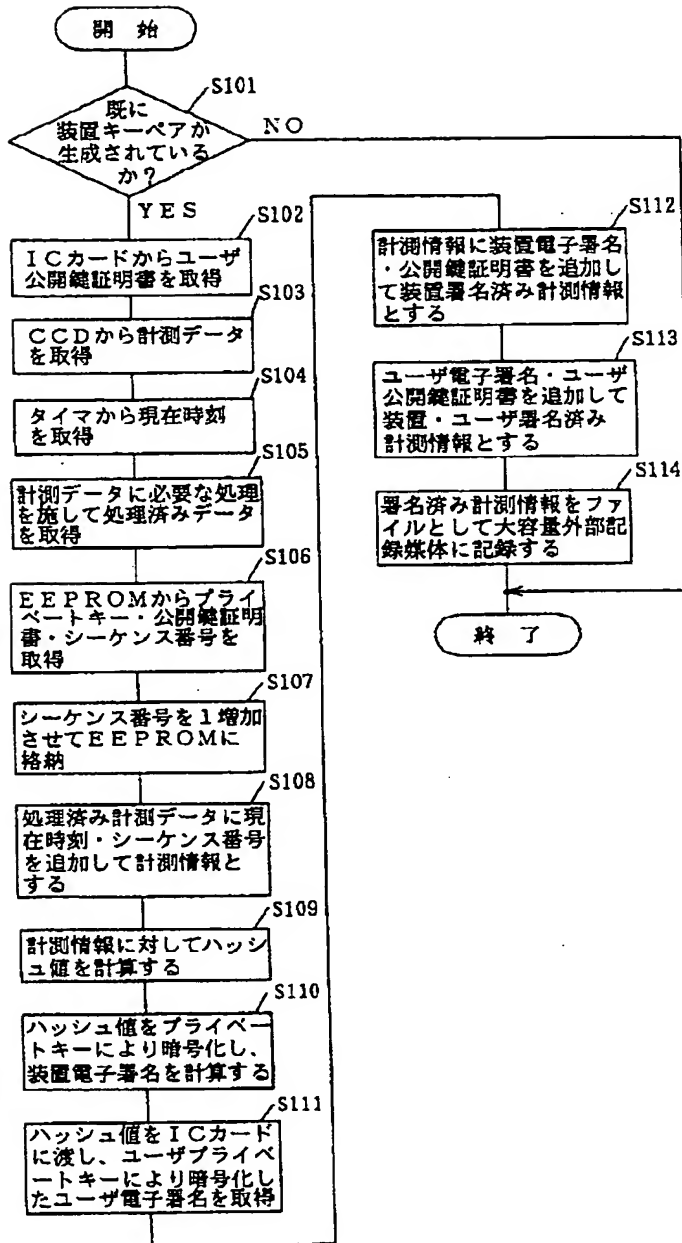 開 始
S101
既に
装置キーペアが
生成されている
か?
NO
YES
S102
ICカードからユーザ
公開鍵証明書を取得
S103
CCDから計測データ
を取得
S104
タイマから現在時刻
を取得
S105
計測データに必要な処理
を施して処理済みデータ
を取得
S106
EEPROMからプライ
ベートキー・公開鍵証明
書・シーケンス番号を
取得
S107
シーケンス番号を1増加
させてEEPROMに
格納
S108
処理済み計測データに現
在時刻・シーケンス番号
を追加して計測情報と
する
S109
計測情報に対してハッシ
ュ値を計算する
S110
ハッシュ値をプライベー
トキーにより暗号化し、
装置電子署名を計算する
S111
ハッシュ値をICカード
に渡し、ユーザプライベ
ートキーにより暗号化し
たユーザ電子署名を取得
S112
計測情報に装置電子署名
・公開鍵証明書を追加し
て装置署名済み計測情報
とする
S113
ユーザ電子署名・ユーザ
公開鍵証明書を追加して
装置・ユーザ署名済み
計測情報とする
S114
署名済み計測情報をファ
イルとして大容量外部記
録媒体に記録する
終 了